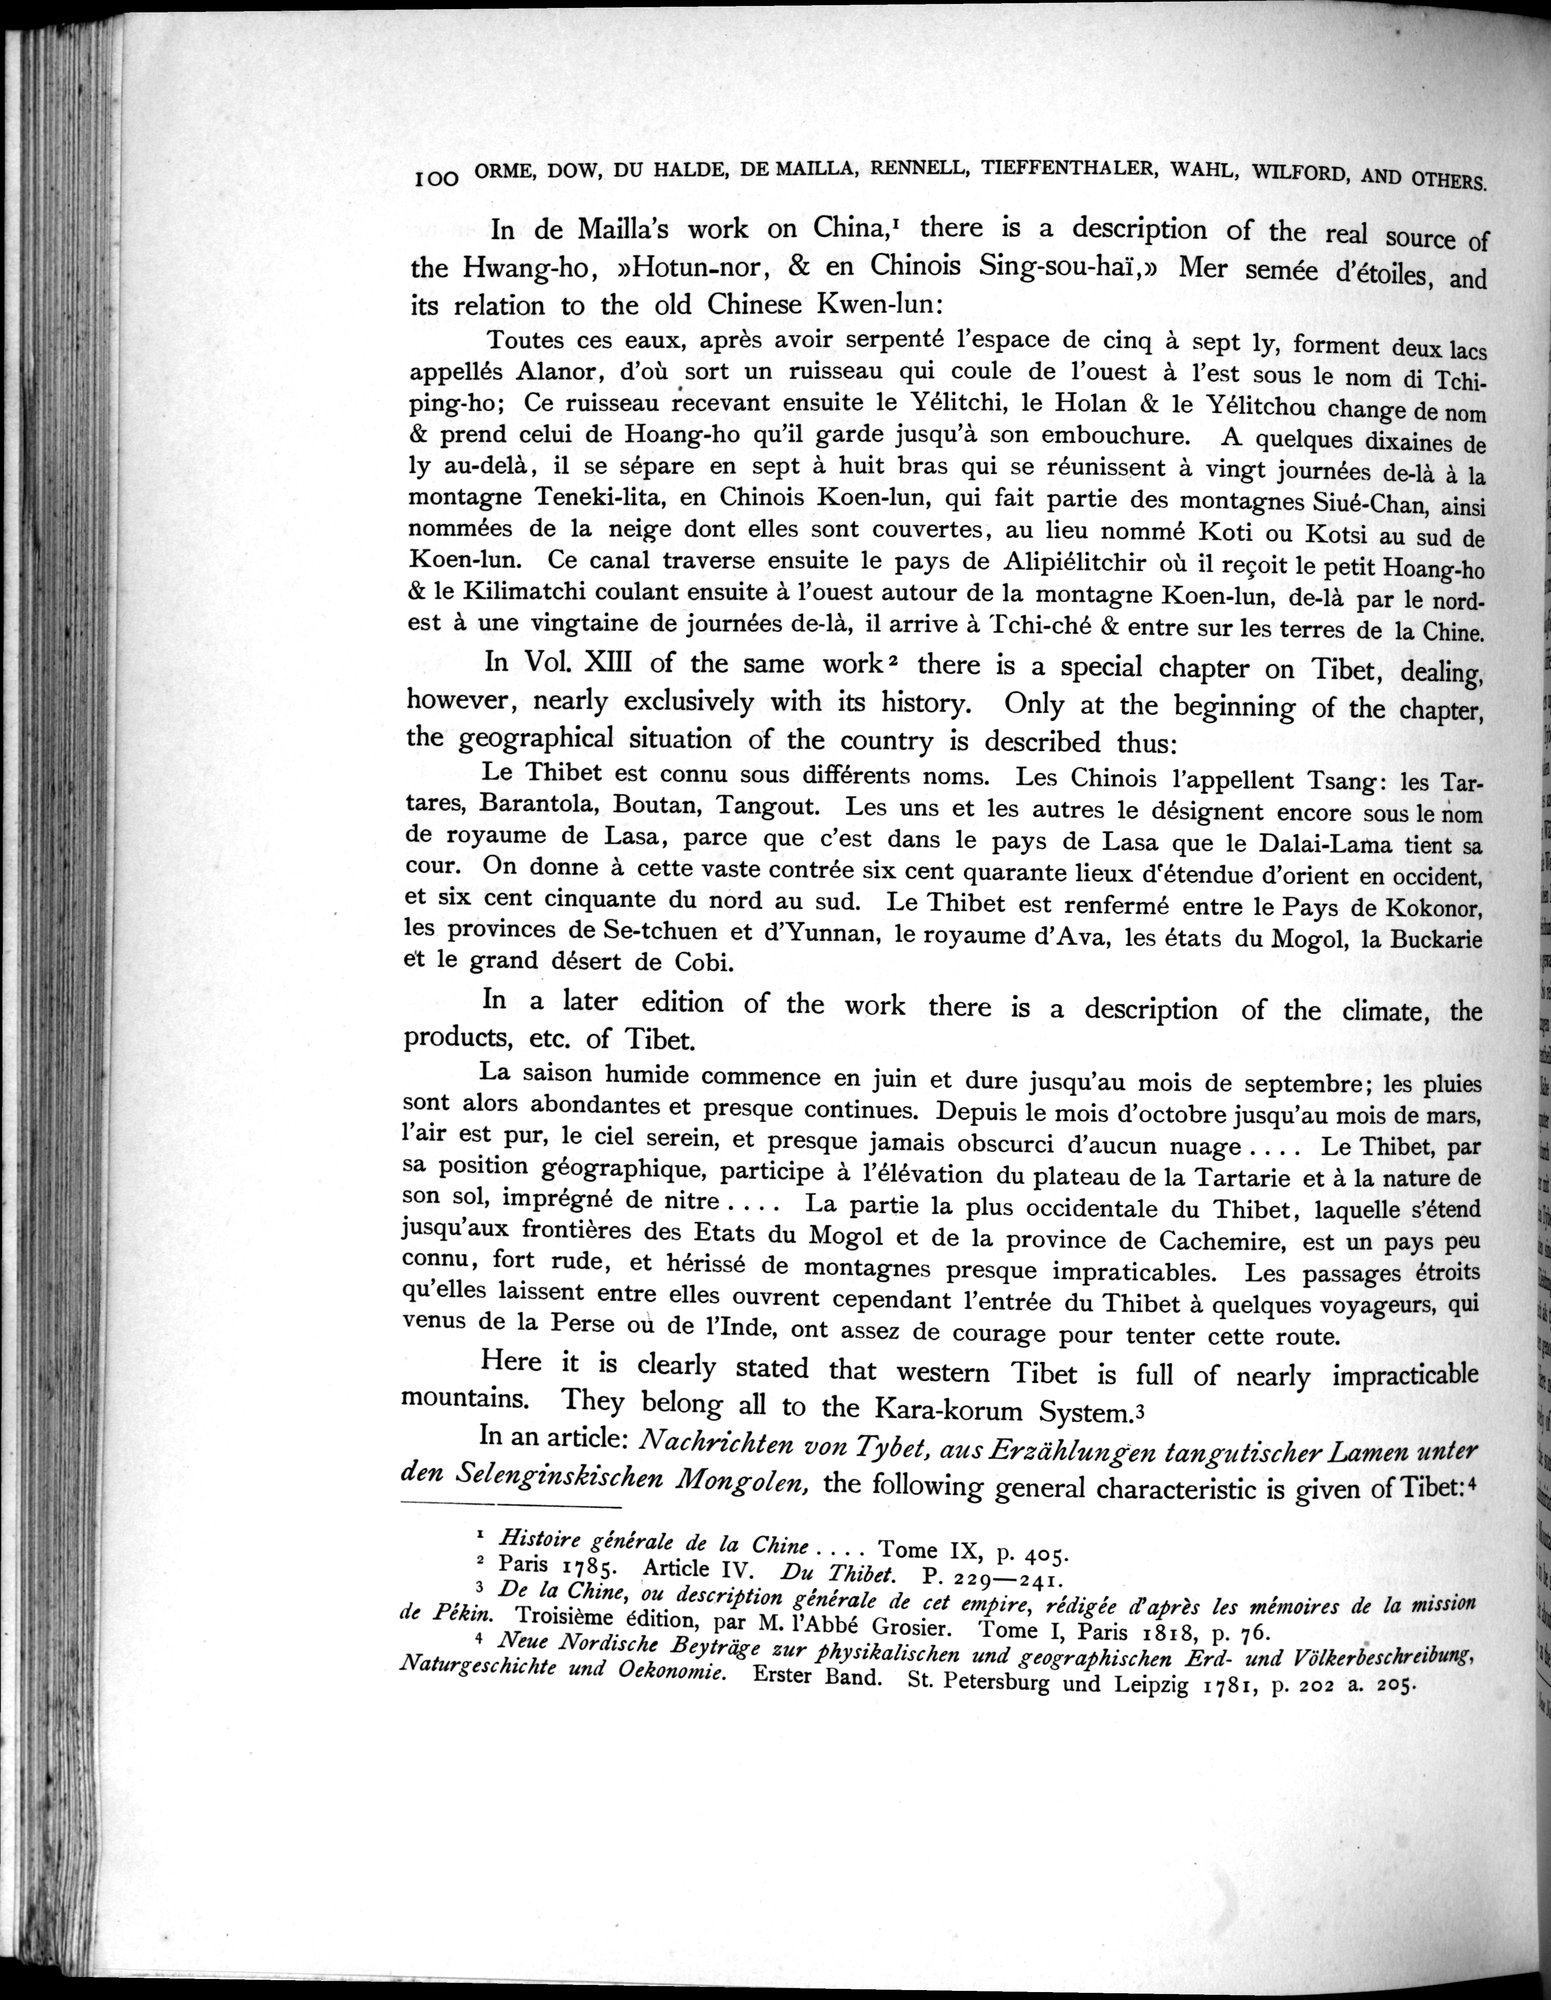 100 ORME, DOW, DU HALDE, DE MAILLA, RENNELL, TIEFFENTHALER, WAHL, WILFORD, AND OTHERS.
In de Mailla's work on China,¹ there is a description of the real source of
the Hwang-ho, »Hotun-nor, & en Chinois Sing-sou-haï,» Mer semée d'étoiles, and
its relation to the old Chinese Kwen-lun:
Toutes ces eaux, après avoir serpenté l'espace de cinq à sept ly, forment deux lacs
appellés Alanor, d'où sort un ruisseau qui coule de l'ouest à l'est sous le nom di Tchi-
ping-ho; Ce ruisseau recevant ensuite le Yélitchi, le Holan & le Yélitchou change de nom
& prend celui de Hoang-ho qu'il garde jusqu'à son embouchure. A quelques dixaines de
ly au-delà, il se sépare en sept à huit bras qui se réunissent à vingt journées de-là à la
montagne Teneki-lita, en Chinois Koen-lun, qui fait partie des montagnes Siué-Chan, ainsi
nommées de la neige dont elles sont couvertes, au lieu nommé Koti ou Kotsi au sud de
Koen-lun. Ce canal traverse ensuite le pays de Alipiélitchir où il reçoit le petit Hoang-ho
& le Kilimatchi coulant ensuite à l'ouest autour de la montagne Koen-lun, de-là par le nord-
est à une vingtaine de journées de-là, il arrive à Tchi-ché & entre sur les terres de la Chine.
In Vol. XIII of the same work² there is a special chapter on Tibet, dealing,
however, nearly exclusively with its history. Only at the beginning of the chapter,
the geographical situation of the country is described thus:
Le Thibet est connu sous différents noms. Les Chinois l'appellent Tsang: les Tar-
tares, Barantola, Boutan, Tangout. Les uns et les autres le désignent encore sous le nom
de royaume de Lasa, parce que c'est dans le pays de Lasa que le Dalai-Lama tient sa
cour. On donne à cette vaste contrée six cent quarante lieux d'étendue d'orient en occident,
et six cent cinquante du nord au sud. Le Thibet est renfermé entre le Pays de Kokonor,
les provinces de Se-tchuen et d'Yunnan, le royaume d'Ava, les états du Mogol, la Buckarie
et le grand désert de Cobi.
In a later edition of the work there is a description of the climate, the
products, etc. of Tibet.
La saison humide commence en juin et dure jusqu'au mois de septembre; les pluies
sont alors abondantes et presque continues. Depuis le mois d'octobre jusqu'au mois de mars,
l'air est pur, le ciel serein, et presque jamais obscurci d'aucun nuage . . . . Le Thibet, par
sa position géographique, participe à l'élévation du plateau de la Tartarie et à la nature de
son sol, imprégné de nitre . . . . La partie la plus occidentale du Thibet, laquelle s'étend
jusqu'aux frontières des Etats du Mogol et de la province de Cachemire, est un pays peu
connu, fort rude, et hérissé de montagnes presque impraticables. Les passages étroits
qu'elles laissent entre elles ouvrent cependant l'entrée du Thibet à quelques voyageurs, qui
venus de la Perse où de l'Inde, ont assez de courage pour tenter cette route.
Here it is clearly stated that western Tibet is full of nearly impracticable
mountains. They belong all to the Kara-korum System.³
In an article: Nachrichten von Tybet, aus Erzählungen tangutischer Lamen unter
den Selenginskischen Mongolen, the following general characteristic is given of Tibet:⁴
¹ Histoire générale de la Chine . . . . Tome IX, p. 405.
² Paris 1785. Article IV. Du Thibet. P. 229—241.
³ De la Chine, ou description générale de cet empire, rédigée d'après les mémoires de la mission
de Pékin. Troisième édition, par M. l'Abbé Grosier. Tome I, Paris 1818, p. 76.
⁴ Neue Nordische Beyträge zur physikalischen und geographischen Erd- und Völkerbeschreibung,
Naturgeschichte und Oekonomie. Erster Band. St. Petersburg und Leipzig 1781, p. 202 a. 205.